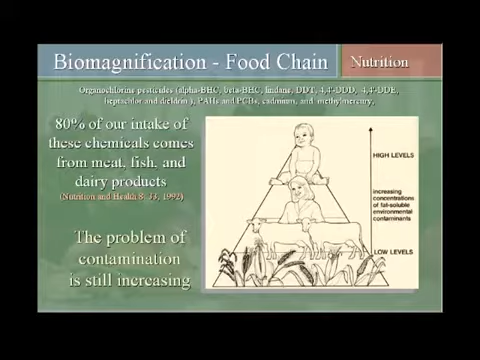 Biomagnification - Food Chain
Nutrition
Organochlorine pesticides (alpha-BHC, beta-BHC, lindane, DDT, 4,4'-DDD, 4,4'-DDE,
heptachlor and dieldrin), PAHs and PCBs, cadmium, and methylmercury,
80% of our intake of
these chemicals comes
from meat, fish, and
dairy products
(Nutrition and Health 8: 33, 1992)
The problem of
contamination
is still increasing
HIGH LEVELS
increasing
concentrations
of fat-soluble
environmental
contaminants
LOW LEVELS